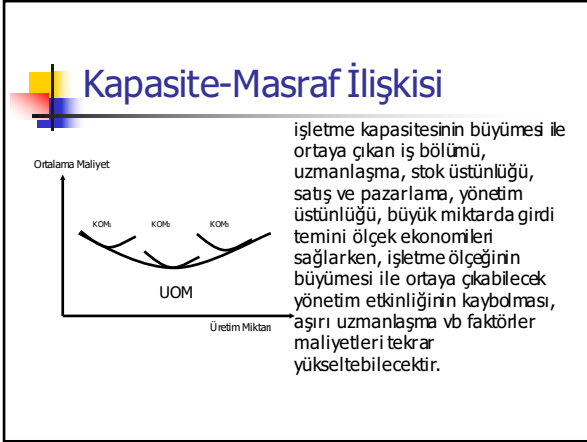 Kapasite-Masraf İlişkisi
işletme kapasitesinin büyümesi ile
ortaya çıkan iş bölümü,
uzmanlaşma, stok üstünlüğü,
satış ve pazarlama, yönetim
üstünlüğü, büyük miktarda girdi
temini ölçek ekonomileri
sağlarken, işletme ölçeğinin
büyümesi ile ortaya çıkabilecek
yönetim etkinliğinin kaybolması,
aşırı uzmanlaşma vb faktörler
maliyetleri tekrar
yükseltebilecektir.
Ortalama Maliyet
KOM₁ KOM₂ KOM₃
UOM
Üretim Miktarı